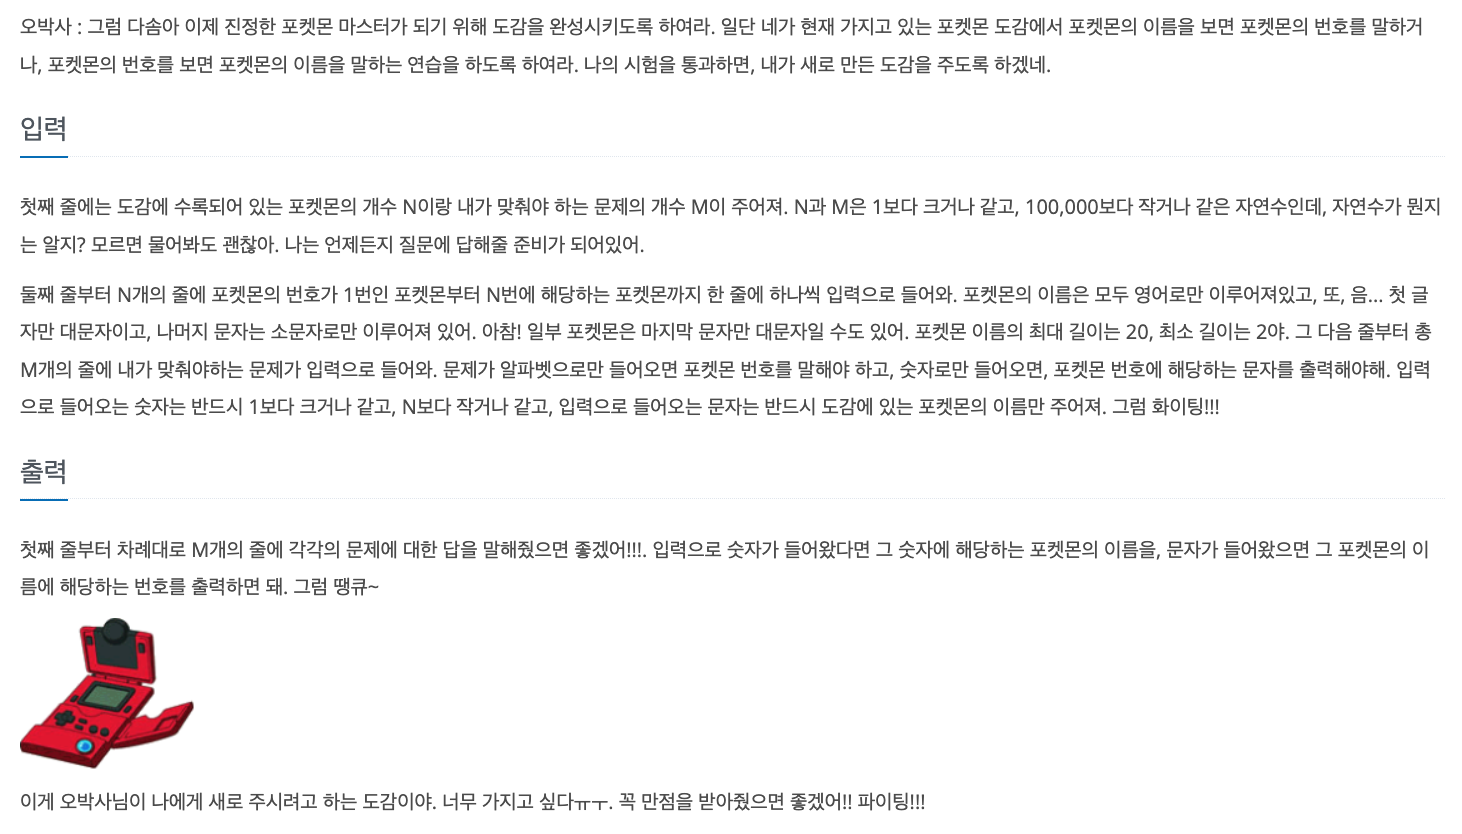 오박사 : 그럼 다솜아 이제 진정한 포켓몬 마스터가 되기 위해 도감을 완성시키도록 하여라. 일단 네가 현재 가지고 있는 포켓몬 도감에서 포켓몬의 이름을 보면 포켓몬의 번호를 말하거
나, 포켓몬의 번호를 보면 포켓몬의 이름을 말하는 연습을 하도록 하여라. 나의 시험을 통과하면, 내가 새로 만든 도감을 주도록 하겠네.
입력
첫째 줄에는 도감에 수록되어 있는 포켓몬의 개수 N이랑 내가 맞춰야 하는 문제의 개수 M이 주어져. N과 M은 1보다 크거나 같고, 100,000보다 작거나 같은 자연수인데, 자연수가 뭔지
는 알지? 모르면 물어봐도 괜찮아. 나는 언제든지 질문에 답해줄 준비가 되어있어.
둘째 줄부터 N개의 줄에 포켓몬의 번호가 1번인 포켓몬부터 N번에 해당하는 포켓몬까지 한 줄에 하나씩 입력으로 들어와. 포켓몬의 이름은 모두 영어로만 이루어져있고, 또, 음... 첫 글
자만 대문자이고, 나머지 문자는 소문자로만 이루어져 있어. 아참! 일부 포켓몬은 마지막 문자만 대문자일 수도 있어. 포켓몬 이름의 최대 길이는 20, 최소 길이는 2야. 그 다음 줄부터 총
M개의 줄에 내가 맞춰야하는 문제가 입력으로 들어와. 문제가 알파벳으로만 들어오면 포켓몬 번호를 말해야 하고, 숫자로만 들어오면, 포켓몬 번호에 해당하는 문자를 출력해야해. 입력
으로 들어오는 숫자는 반드시 1보다 크거나 같고, N보다 작거나 같고, 입력으로 들어오는 문자는 반드시 도감에 있는 포켓몬의 이름만 주어져. 그럼 화이팅!!!
출력
첫째 줄부터 차례대로 M개의 줄에 각각의 문제에 대한 답을 말해줬으면 좋겠어!!!. 입력으로 숫자가 들어왔다면 그 숫자에 해당하는 포켓몬의 이름을, 문자가 들어왔으면 그 포켓몬의 이
름에 해당하는 번호를 출력하면 돼. 그럼 땡큐~
이게 오박사님이 나에게 새로 주시려고 하는 도감이야. 너무 가지고 싶다ㅠㅜ. 꼭 만점을 받아줬으면 좋겠어!! 파이팅!!!